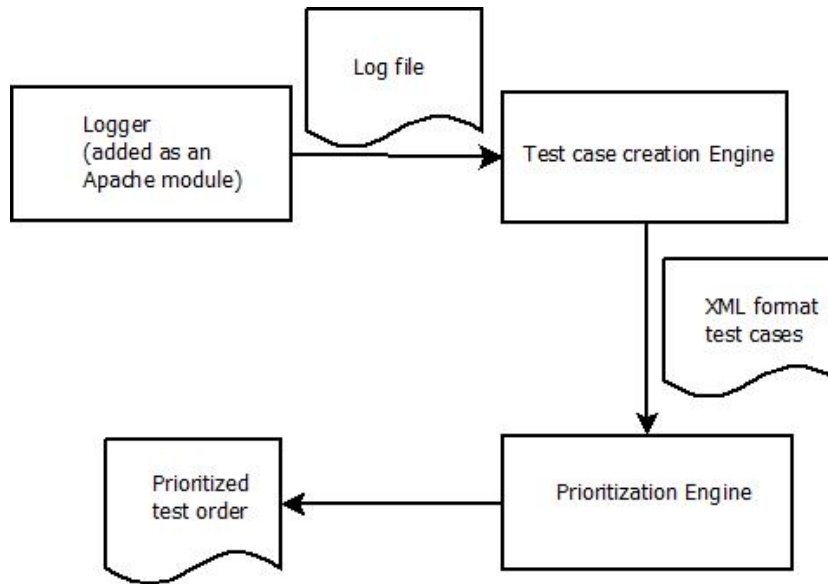 Log file
Logger
(added as an
Apache module)
Test case creation Engine
XML format
test cases
Prioritized
test order
Prioritization Engine